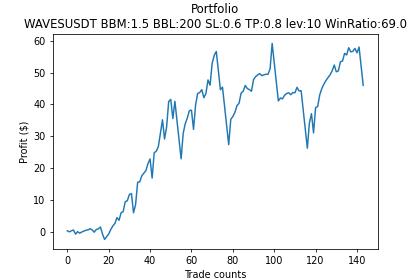 Portfolio
WAVESUSDT BBM:1.5 BBL:200 SL:0.6 TP:0.8 lev:10 WinRatio:69.0
60
50
40
30
20
10
0
Profit ($)
0 20 40 60 80 100 120 140
Trade counts